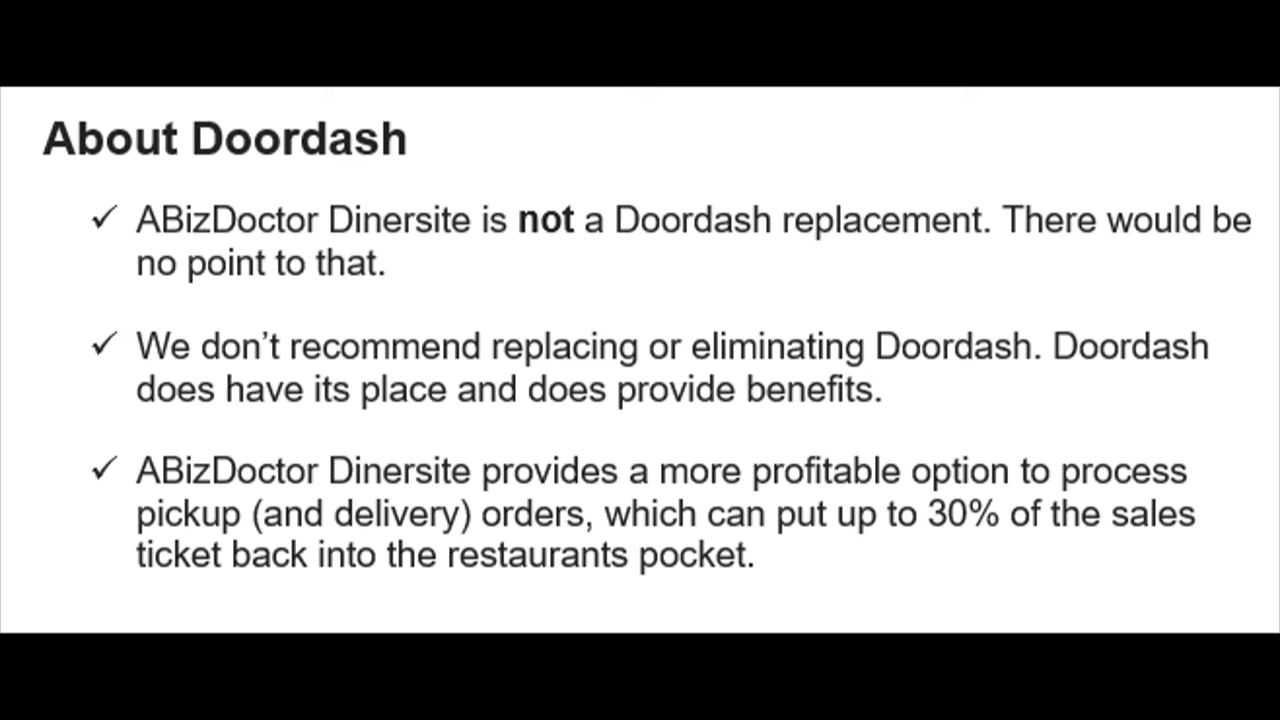 About Doordash
✓ ABizDoctor Dinersite is not a Doordash replacement. There would be
no point to that.
✓ We don’t recommend replacing or eliminating Doordash. Doordash
does have its place and does provide benefits.
✓ ABizDoctor Dinersite provides a more profitable option to process
pickup (and delivery) orders, which can put up to 30% of the sales
ticket back into the restaurants pocket.